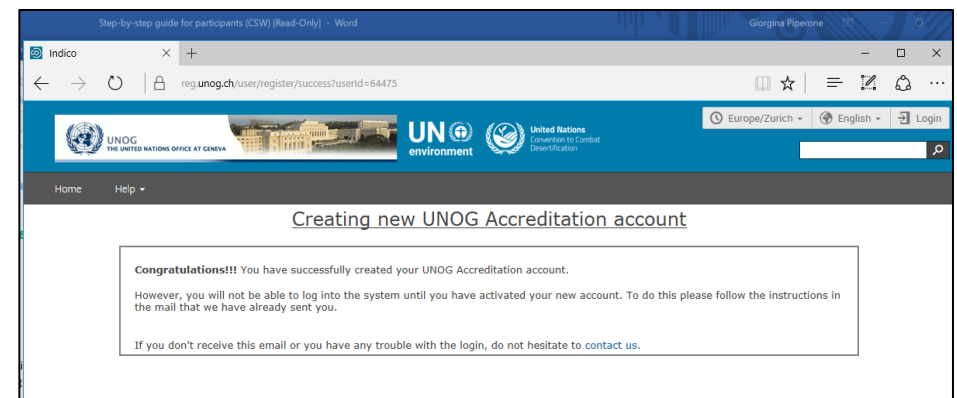 Step-by-step guide for participants (CSW) [Read-Only] - Word
Giorgina Piperone
Indico
reg.unog.ch/user/register/success?userId=64475
Europe/Zurich
English
Login
UNOG
THE UNITED NATIONS OFFICE AT GENEVA
UN
environment
United Nations
Convention to Combat
Desertification
Home Help
Creating new UNOG Accreditation account
Congratulations!!! You have successfully created your UNOG Accreditation account.
However, you will not be able to log into the system until you have activated your new account. To do this please follow the instructions in
the mail that we have already sent you.
If you don't receive this email or you have any trouble with the login, do not hesitate to contact us.